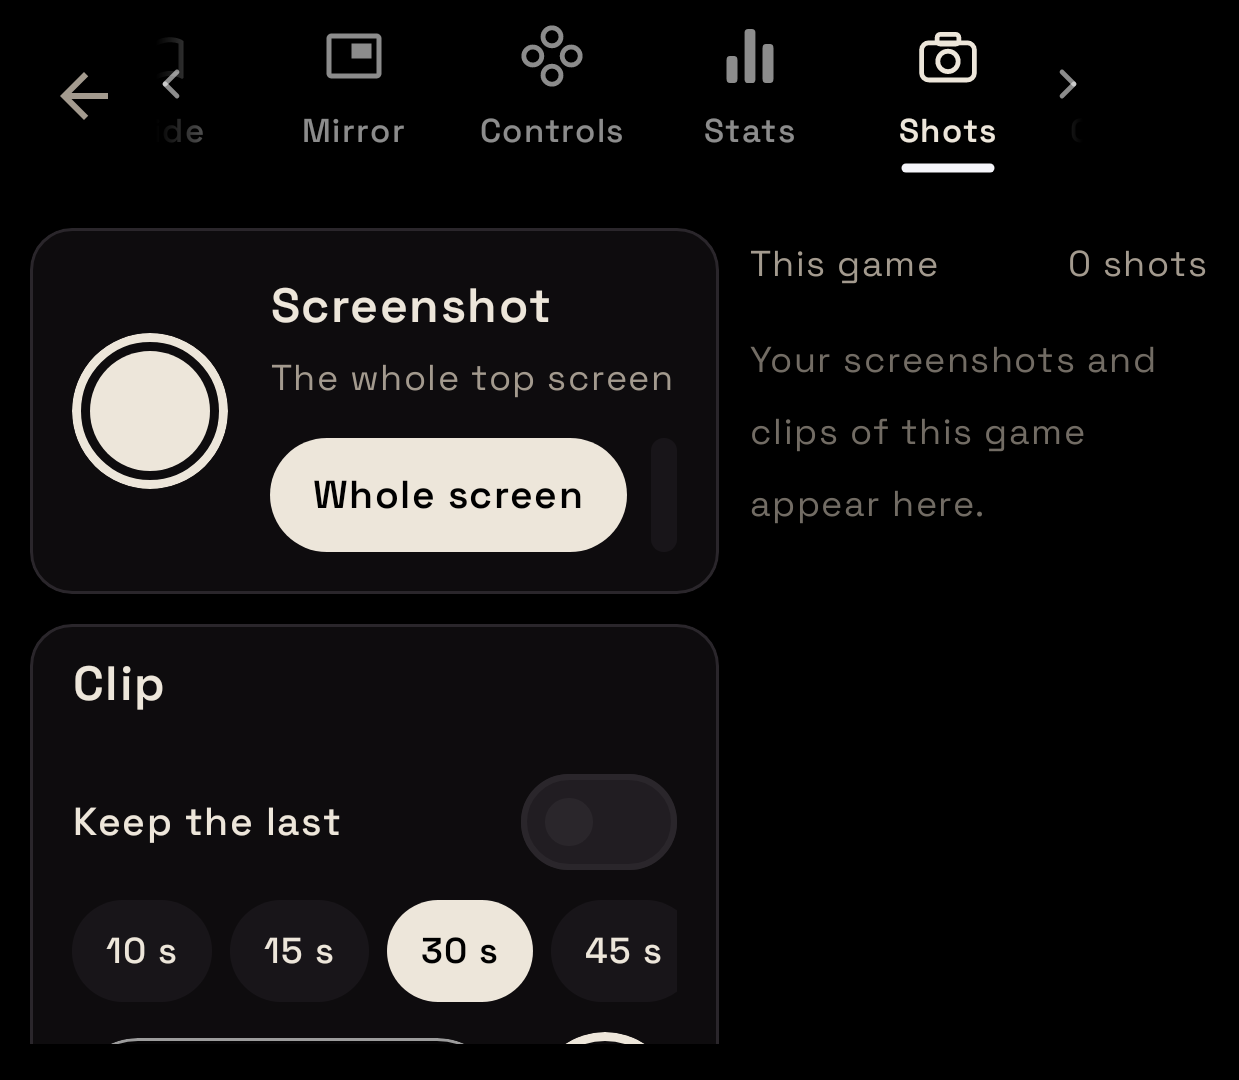 de
Mirror
Controls
Stats
Shots
Screenshot
The whole top screen
Whole screen
This game
0 shots
Your screenshots and
clips of this game
appear here.
Clip
Keep the last
10 s
15 s
30 s
45 s